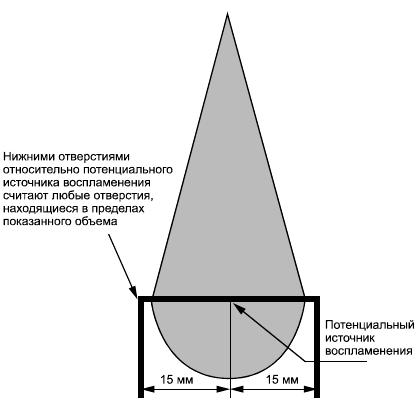 Нижними отверстиями
относительно потенциального
источника воспламенения
считают любые отверстия,
находящиеся в пределах
показанного объема
Потенциальный
источник
воспламенения
15 мм
15 мм